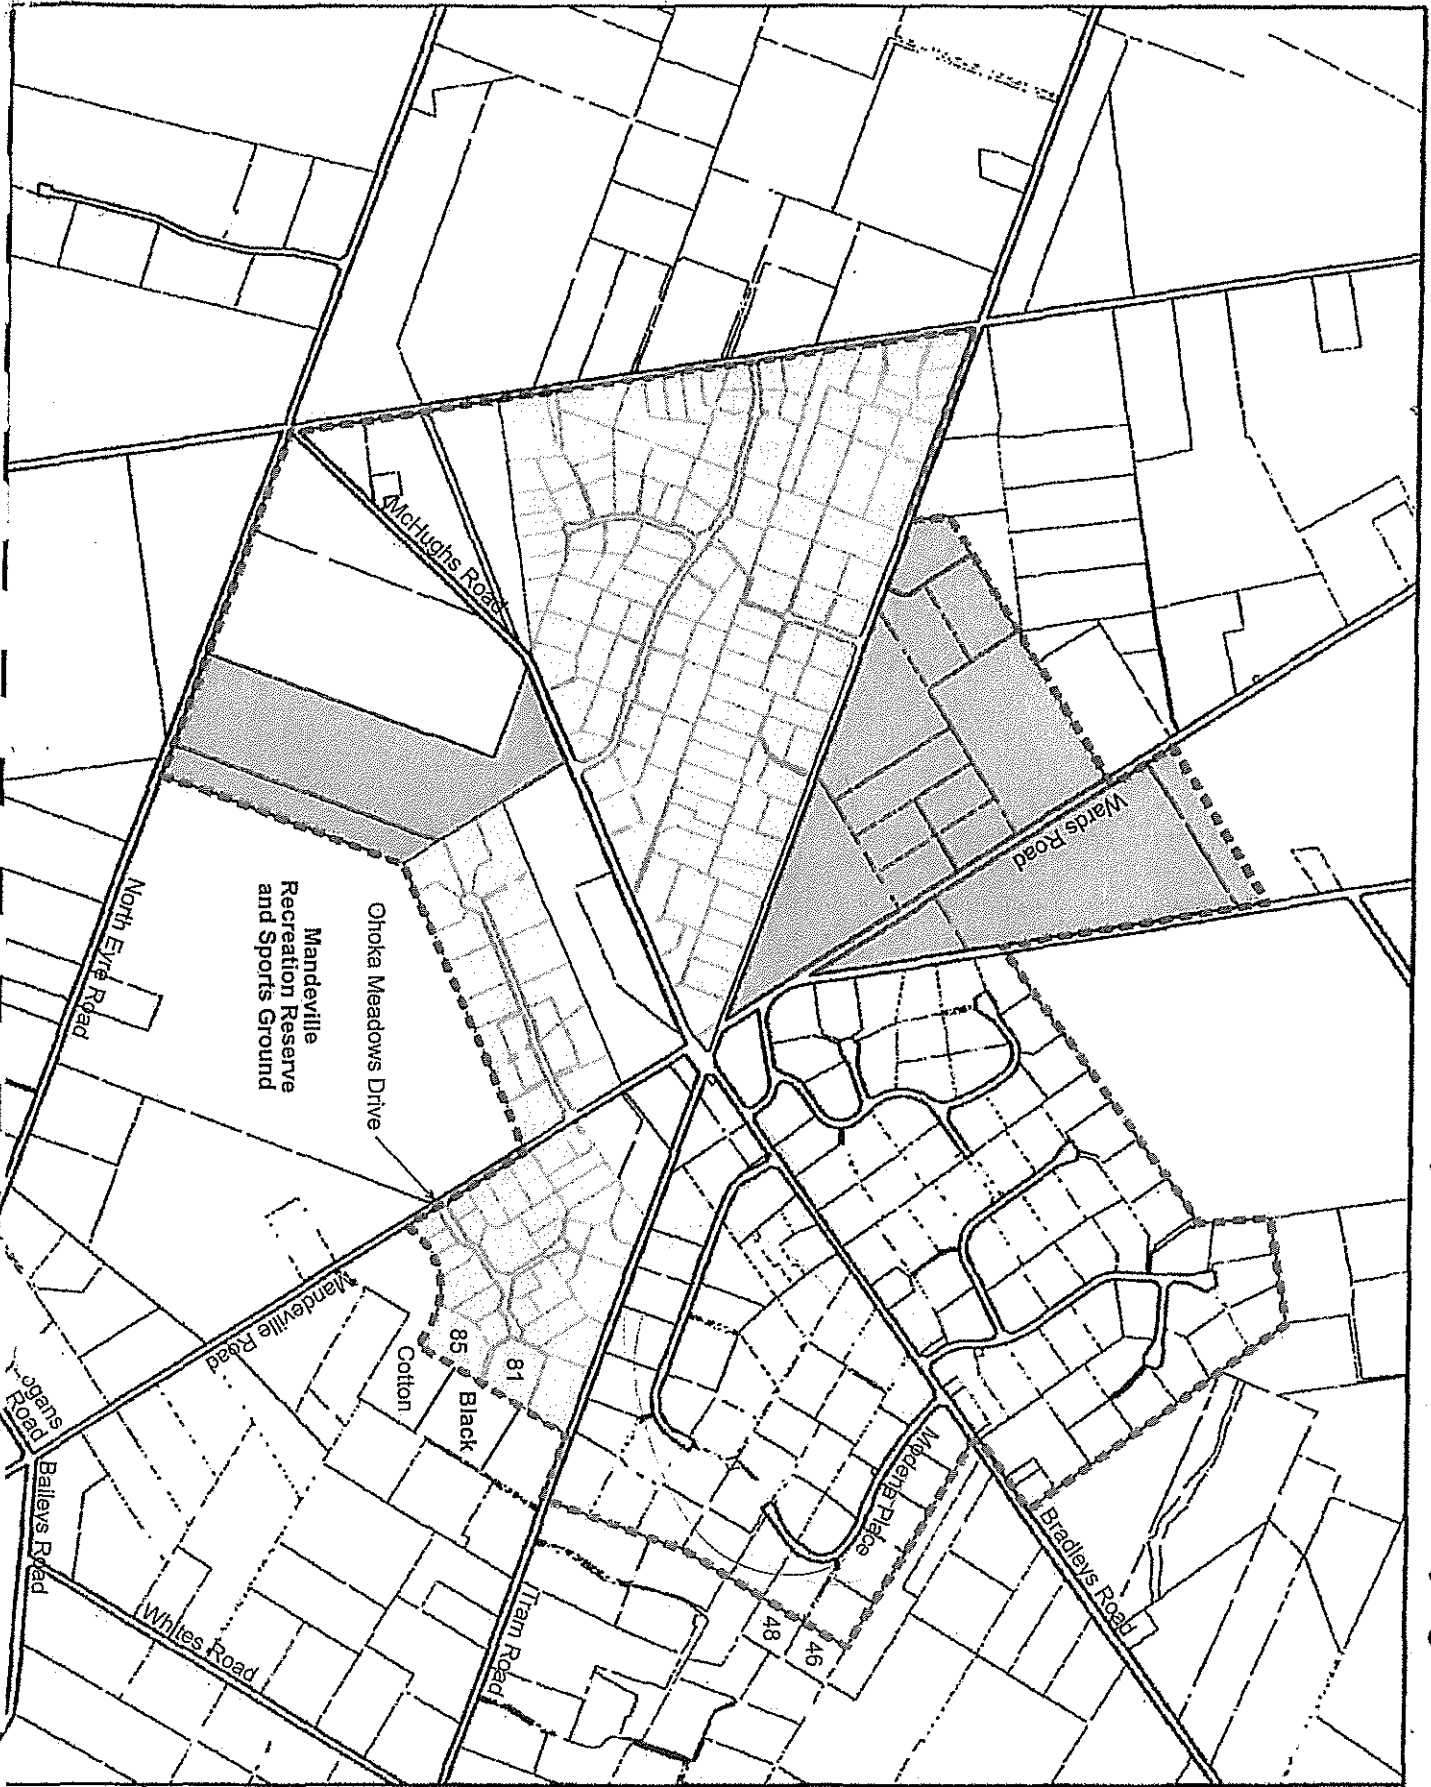 McHughs Road
Wards
Road
North Eyre Road
Mandeville
Recreation Reserve
and Sports Ground
Ohoka Meadows Drive
Mandeville Road
85
81
Cotton
Black
Modena Place
Bradleys Road
48
46
Tram Road
Whites Road
Baileys Road
Road